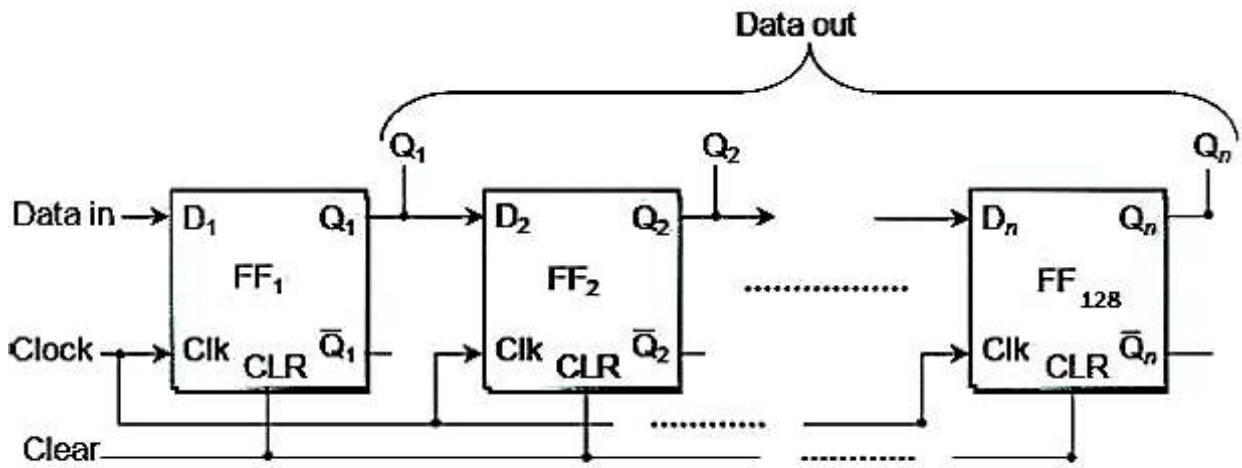 Data out
Q₁ Q₂ Qₙ
Data in D₁ Q₁ D₂ Q₂ Dₙ Qₙ
FF₁ FF₂ FF₁₂₈
Clock Clk Q̅₁ Clk Q̅₂ Clk Q̅ₙ
CLR CLR CLR
Clear